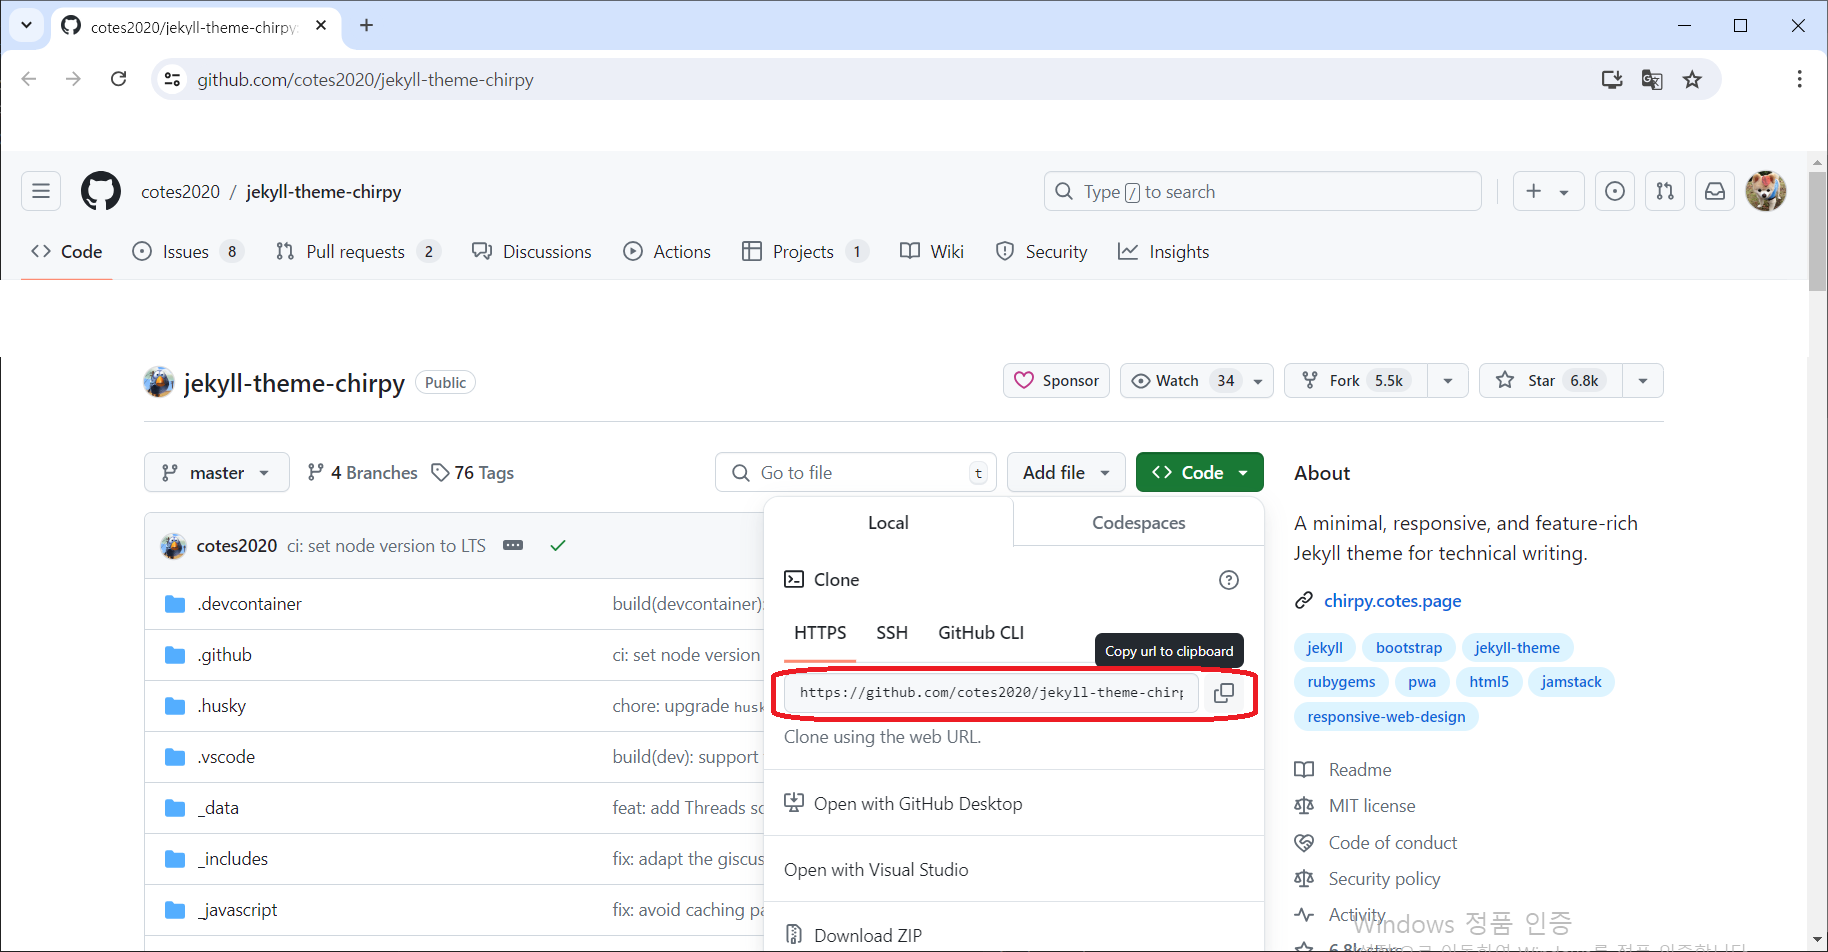 cotes2020/jekyll-theme-chirpy:
github.com/cotes2020/jekyll-theme-chirpy
cotes2020 / jekyll-theme-chirpy
Type / to search
Code
Issues 8
Pull requests 2
Discussions
Actions
Projects 1
Wiki
Security
Insights
jekyll-theme-chirpy Public
Sponsor
Watch 34
Fork 5.5k
Star 6.8k
master
4 Branches
76 Tags
Go to file t
Add file
Code
Local
Codespaces
Clone
HTTPS
SSH
GitHub CLI
Copy url to clipboard
https://github.com/cotes2020/jekyll-theme-chirp
Clone using the web URL.
Open with GitHub Desktop
Open with Visual Studio
Download ZIP
cotes2020 ci: set node version to LTS
.devcontainer build(devcontainer):
.github ci: set node version
.husky chore: upgrade husk
.vscode build(dev): support
_data feat: add Threads so
_includes fix: adapt the giscus
_javascript fix: avoid caching pa
About
A minimal, responsive, and feature-rich
Jekyll theme for technical writing.
chirpy.cotes.page
jekyll bootstrap jekyll-theme
rubygems pwa html5 jamstack
responsive-web-design
Readme
MIT license
Code of conduct
Security policy
Activity
Windows 정품 인증